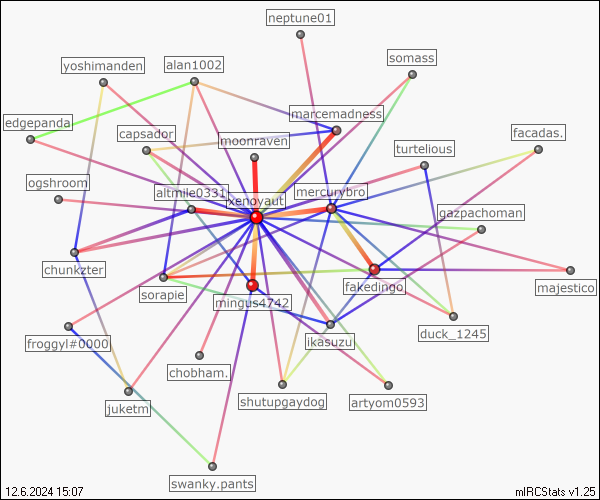 neptune01
somass
yoshimanden
alan1002
marcemadness
edgepanda
capsador
moonraven
facadas.
turtelious
ogshroom
altmile0331
mercurybro
xenoyaut
gazpachoman
chunkzter
sorapie
fakedingo
majestico
mingus4742
duck_1245
froggyl#0000
ikasuzu
chobham.
juketm
shutupgaydog
artyom0593
swanky.pants
12.6.2024 15:07
mIRCStats v1.25